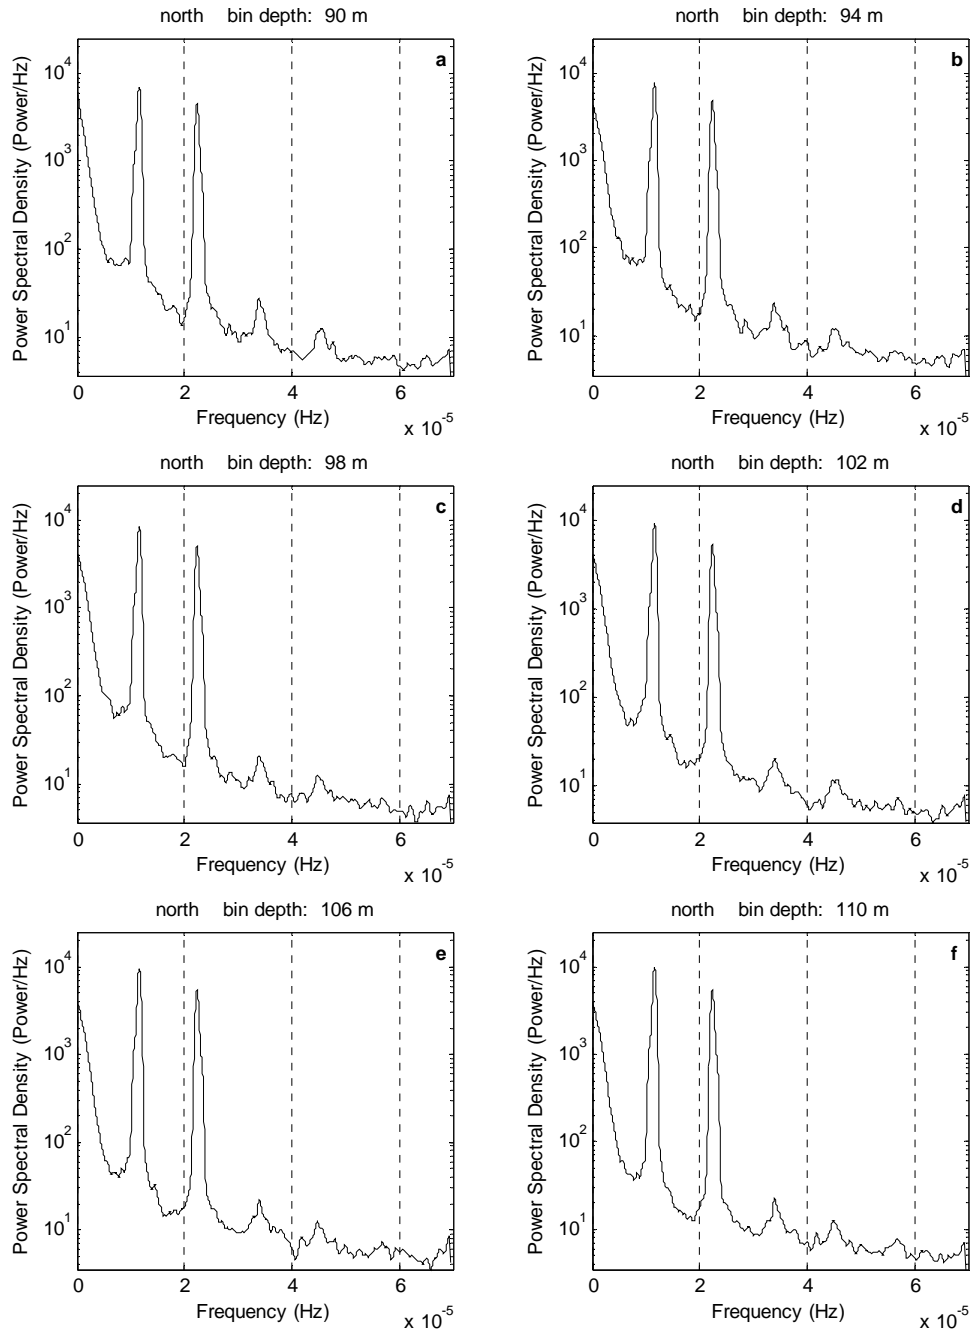 north bin depth: 90 m
a
Power Spectral Density (Power/Hz)
10^4
10^3
10^2
10^1
0 2 4 6
Frequency (Hz)
x 10^-5
north bin depth: 94 m
b
Power Spectral Density (Power/Hz)
10^4
10^3
10^2
10^1
0 2 4 6
Frequency (Hz)
x 10^-5
north bin depth: 98 m
c
Power Spectral Density (Power/Hz)
10^4
10^3
10^2
10^1
0 2 4 6
Frequency (Hz)
x 10^-5
north bin depth: 102 m
d
Power Spectral Density (Power/Hz)
10^4
10^3
10^2
10^1
0 2 4 6
Frequency (Hz)
x 10^-5
north bin depth: 106 m
e
Power Spectral Density (Power/Hz)
10^4
10^3
10^2
10^1
0 2 4 6
Frequency (Hz)
x 10^-5
north bin depth: 110 m
f
Power Spectral Density (Power/Hz)
10^4
10^3
10^2
10^1
0 2 4 6
Frequency (Hz)
x 10^-5